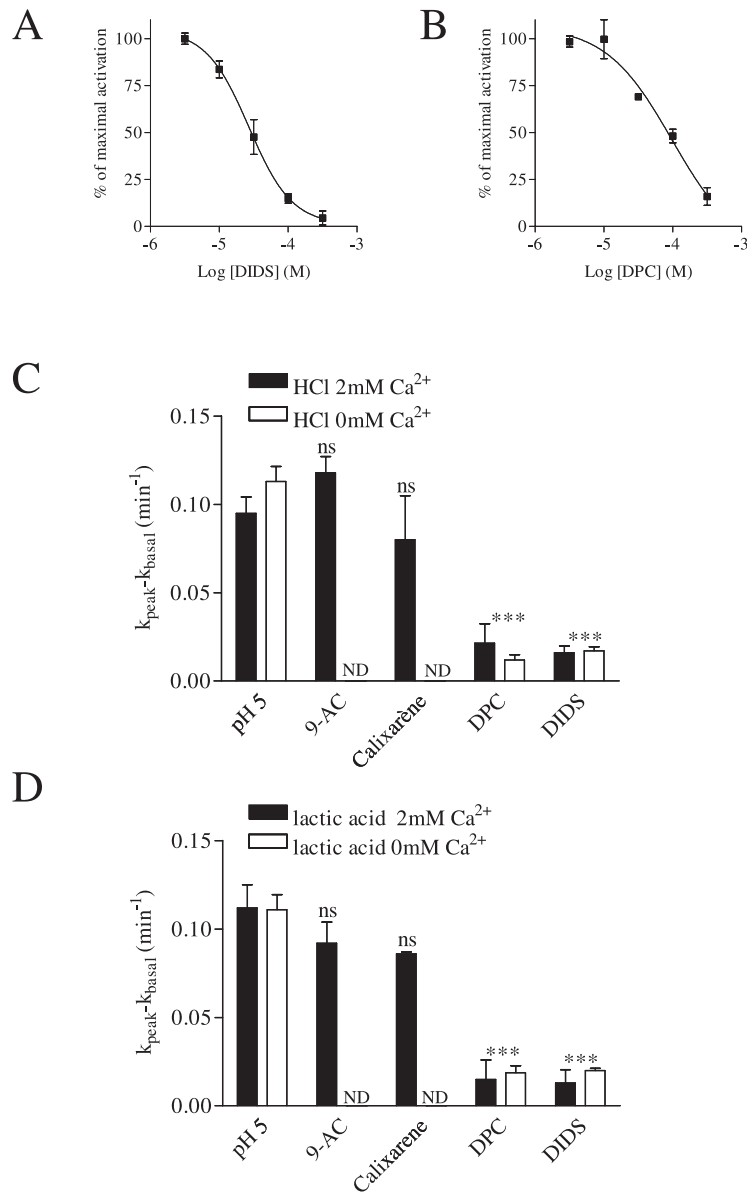 A
B
% of maximal activation
100
75
50
25
0
-6
-5
-4
-3
Log [DIDS] (M)
% of maximal activation
100
75
50
25
0
-6
-5
-4
-3
Log [DPC] (M)
C
HCl 2mM Ca²⁺
HCl 0mM Ca²⁺
kpeak-kbasal (min⁻¹)
0.15
0.10
0.05
0.00
ns
ns
***
***
ND
ND
pH 5
9-AC
Calixarène
DPC
DIDS
D
lactic acid 2mM Ca²⁺
lactic acid 0mM Ca²⁺
kpeak-kbasal (min⁻¹)
0.15
0.10
0.05
0.00
ns
ns
***
***
ND
ND
pH 5
9-AC
Calixarene
DPC
DIDS